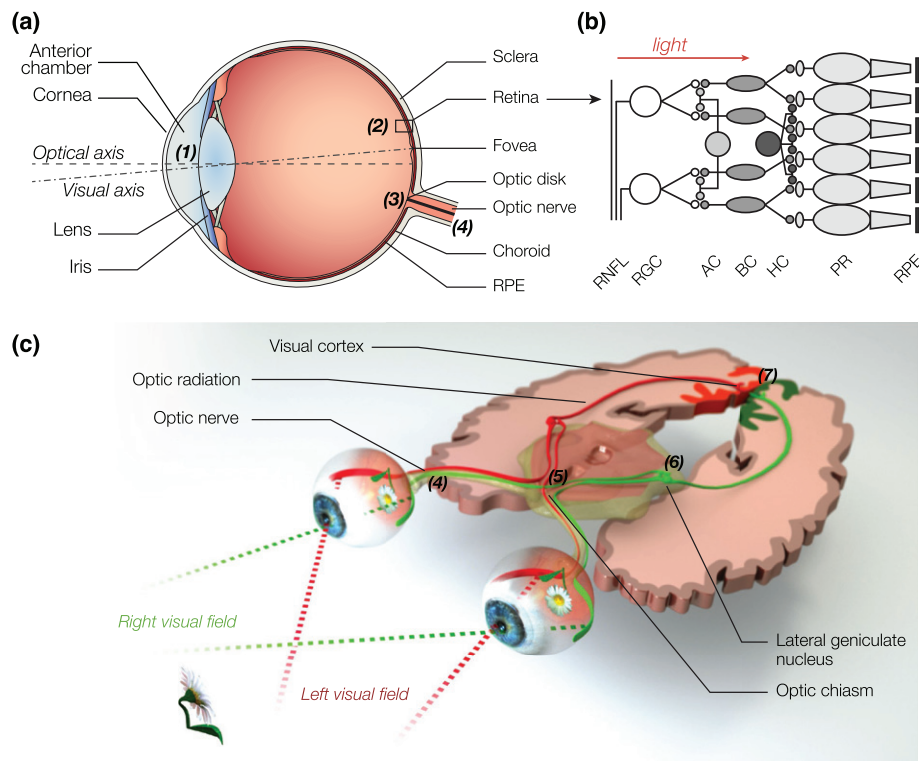 (a)
Anterior
chamber
Cornea
Optical axis
Visual axis
Lens
Iris
(1)
(2)
(3)
(4)
Sclera
Retina
Fovea
Optic disk
Optic nerve
Choroid
RPE
(b)
light
RNFL
RGC
AC
BC
HC
PR
RPE
(c)
Visual cortex
Optic radiation
Optic nerve
(4)
(5)
(6)
(7)
Right visual field
Left visual field
Lateral geniculate
nucleus
Optic chiasm